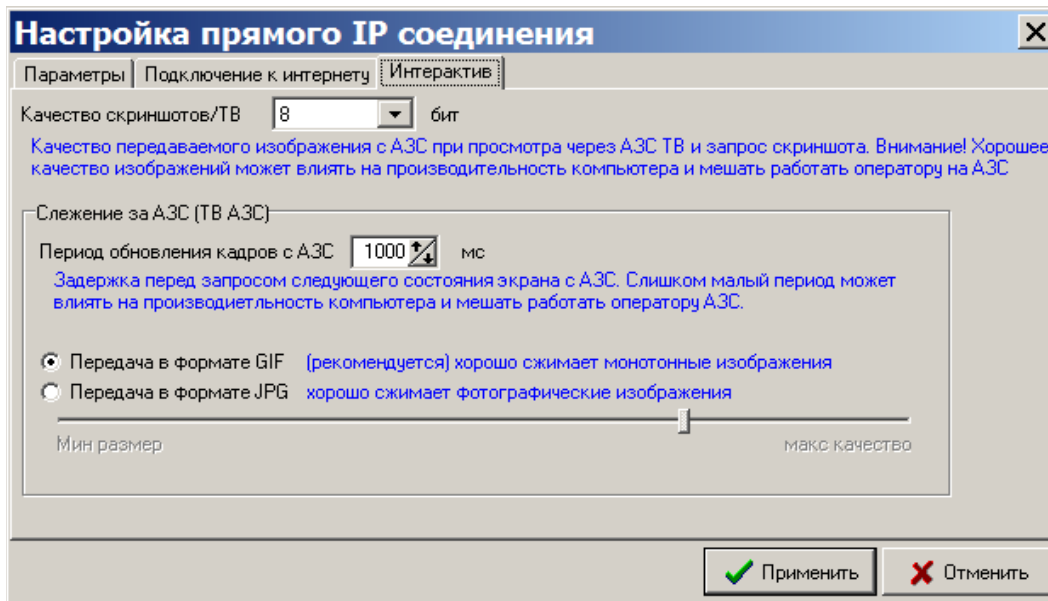 Настройка прямого IP соединения
Параметры Подключение к интернету Интерактив
Качество скриншотов/ТВ 8 бит
Качество передаваемого изображения с АЗС при просмотра через АЗС ТВ и запрос скриншота. Внимание! Хорошее
качество изображений может влиять на производительность компьютера и мешать работать оператору на АЗС
Слежение за АЗС (ТВ АЗС)
Период обновления кадров с АЗС 1000 мс
Задержка перед запросом следующего состояния экрана с АЗС. Слишком малый период может
влиять на производиетльность компьютера и мешать работать оператору АЗС.
Передача в формате GIF (рекомендуется) хорошо сжимает монотонные изображения
Передача в формате JPG хорошо сжимает фотографические изображения
Мин размер макс качество
Применить Отменить